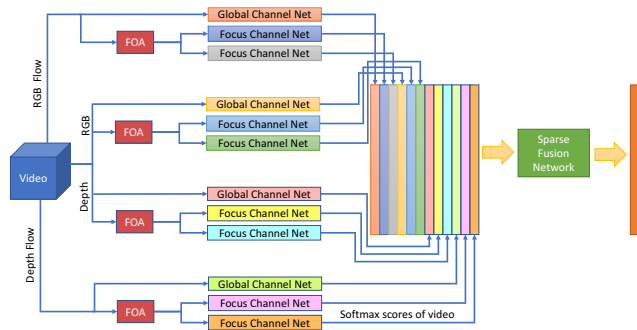 Global Channel Net
FOA
Focus Channel Net
Focus Channel Net
RGB Flow
Global Channel Net
RGB
FOA
Focus Channel Net
Focus Channel Net
Sparse
Fusion
Network
Video
Depth
Global Channel Net
FOA
Focus Channel Net
Focus Channel Net
Depth Flow
Global Channel Net
FOA
Focus Channel Net
Softmax scores of video
Focus Channel Net